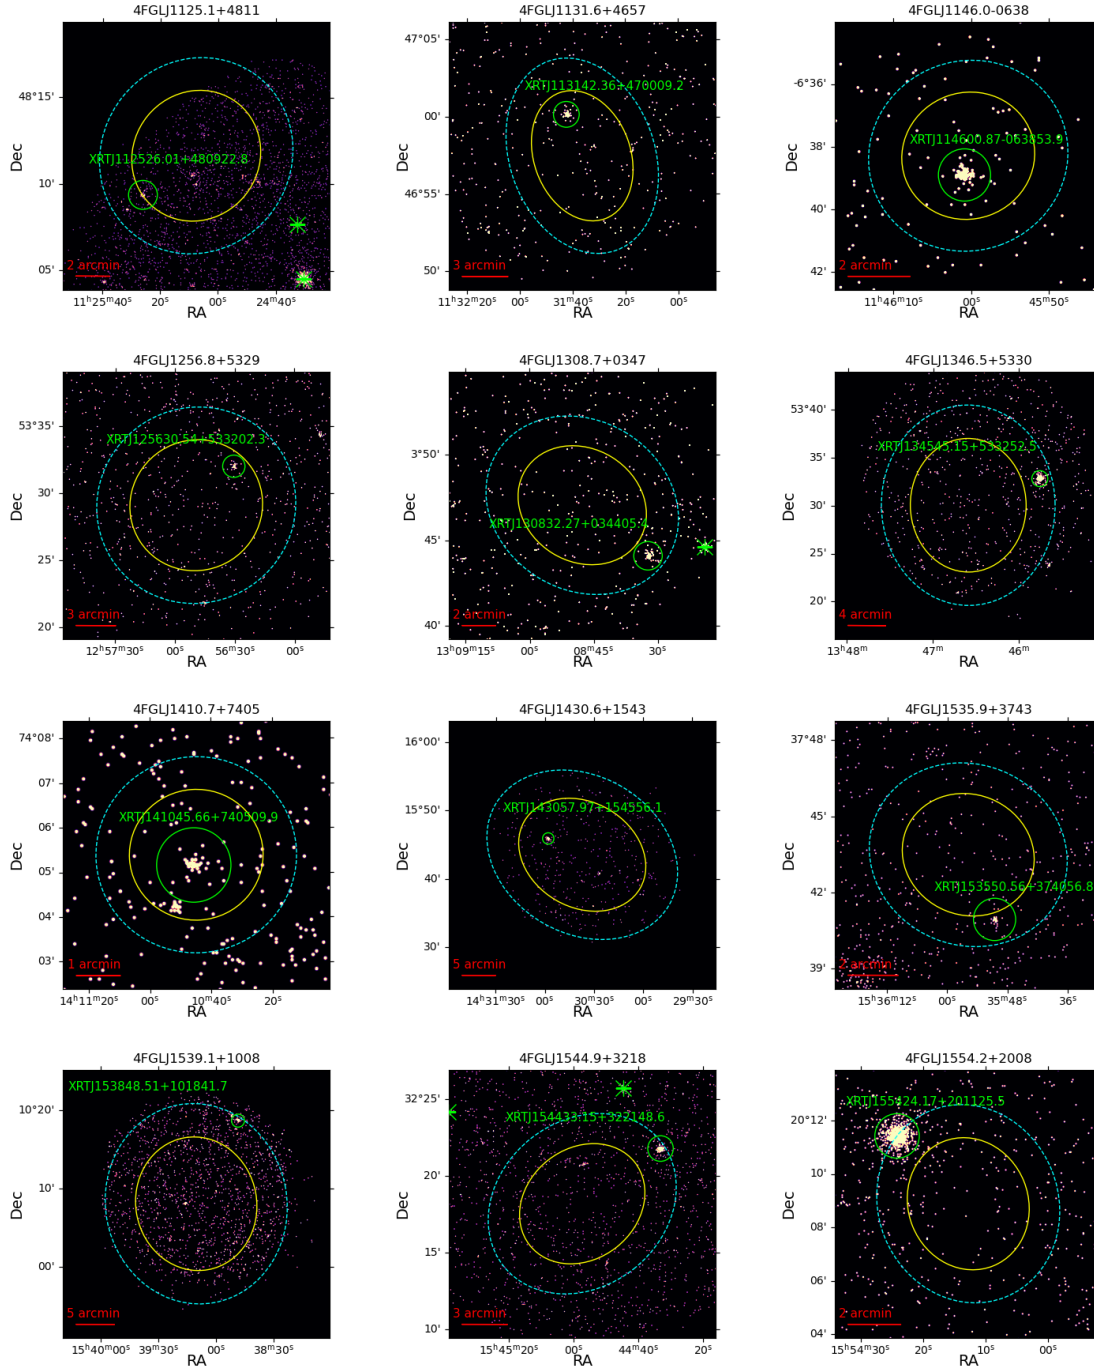 4FGLJ1125.1+4811
XRTJ112526.01+480922.8
48°15'
10'
05'
Dec
2 arcmin
11ʰ25ᵐ40ˢ 20ˢ 00ˢ 24ᵐ40ˢ
RA
4FGLJ1131.6+4657
XRTJ113142.36+470009.2
47°05'
00'
46°55'
50'
Dec
3 arcmin
11ʰ32ᵐ20ˢ 00ˢ 31ᵐ40ˢ 20ˢ 00ˢ
RA
4FGLJ1146.0-0638
XRTJ114600.87-063853.9
-6°36'
38'
40'
42'
Dec
2 arcmin
11ʰ46ᵐ10ˢ 00ˢ 45ᵐ50ˢ
RA
4FGLJ1256.8+5329
XRTJ125630.54+533202.3
53°35'
30'
25'
20'
Dec
3 arcmin
12ʰ57ᵐ30ˢ 00ˢ 56ᵐ30ˢ 00ˢ
RA
4FGLJ1308.7+0347
XRTJ130832.27+034405.4
3°50'
45'
40'
Dec
2 arcmin
13ʰ09ᵐ15ˢ 00ˢ 08ᵐ45ˢ 30ˢ
RA
4FGLJ1346.5+5330
XRTJ134545.15+533252.5
53°40'
35'
30'
25'
20'
Dec
4 arcmin
13ʰ48ᵐ 47ᵐ 46ᵐ
RA
4FGLJ1410.7+7405
XRTJ141045.66+740509.9
74°08'
07'
06'
05'
04'
03'
Dec
1 arcmin
14ʰ11ᵐ20ˢ 00ˢ 10ᵐ40ˢ 20ˢ
RA
4FGLJ1430.6+1543
XRTJ143057.97+154556.1
16°00'
15°50'
40'
30'
Dec
5 arcmin
14ʰ31ᵐ30ˢ 00ˢ 30ᵐ30ˢ 00ˢ 29ᵐ30ˢ
RA
4FGLJ1535.9+3743
XRTJ153550.56+374056.8
37°48'
45'
42'
39'
Dec
2 arcmin
15ʰ36ᵐ12ˢ 00ˢ 35ᵐ48ˢ 36ˢ
RA
4FGLJ1539.1+1008
XRTJ153848.51+101841.7
10°20'
10'
00'
Dec
5 arcmin
15ʰ40ᵐ00ˢ 39ᵐ30ˢ 00ˢ 38ᵐ30ˢ
RA
4FGLJ1544.9+3218
XRTJ154433.15+322148.6
32°25'
20'
15'
10'
Dec
3 arcmin
15ʰ45ᵐ20ˢ 00ˢ 44ᵐ40ˢ 20ˢ
RA
4FGLJ1554.2+2008
XRTJ155424.17+201125.5
20°12'
10'
08'
06'
04'
Dec
2 arcmin
15ʰ54ᵐ30ˢ 20ˢ 10ˢ 00ˢ
RA